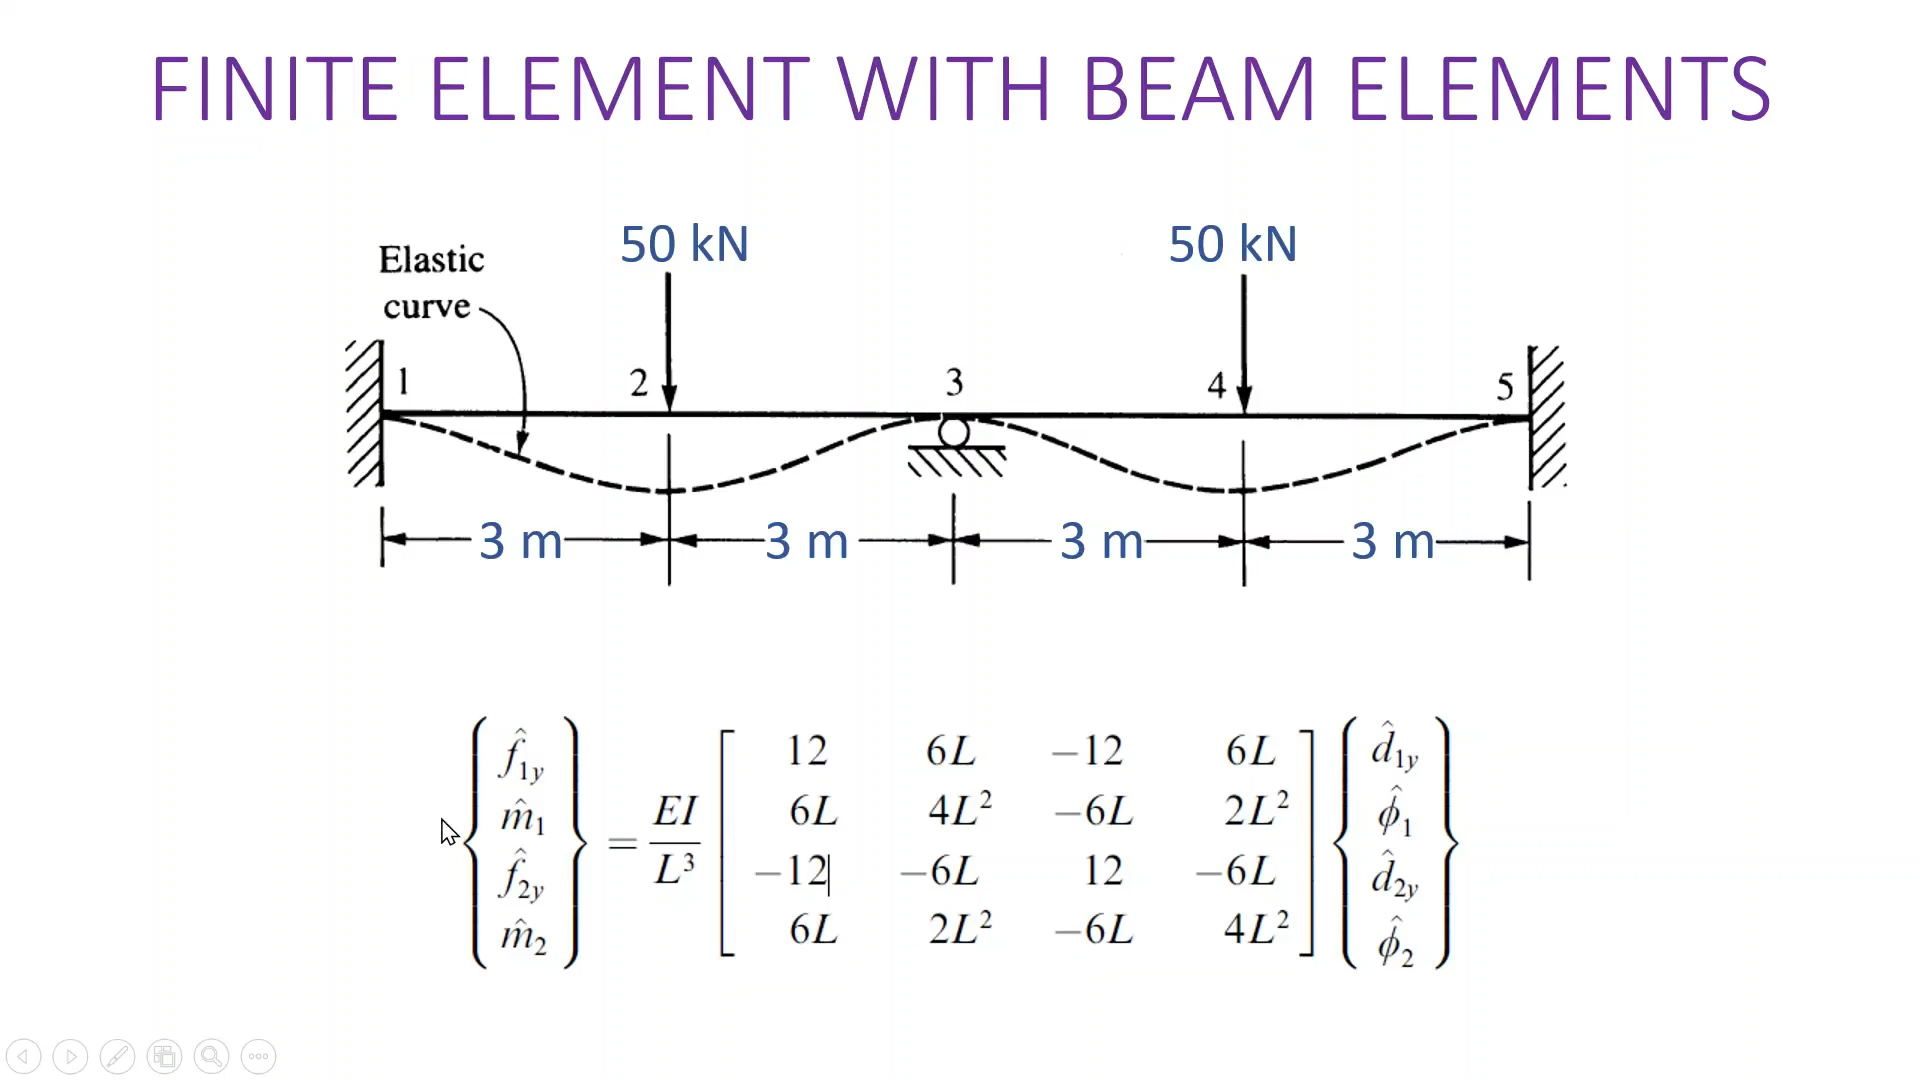 FINITE ELEMENT WITH BEAM ELEMENTS
50 kN 50 kN
Elastic
curve
1 2 3 4 5
3 m 3 m 3 m 3 m
f̂₁y 12 6L −12 6L d̂₁y
m̂₁ EI 6L 4L² −6L 2L² ϕ̂₁
= 
f̂₂y L³ −12 −6L 12 −6L d̂₂y
m̂₂ 6L 2L² −6L 4L² ϕ̂₂